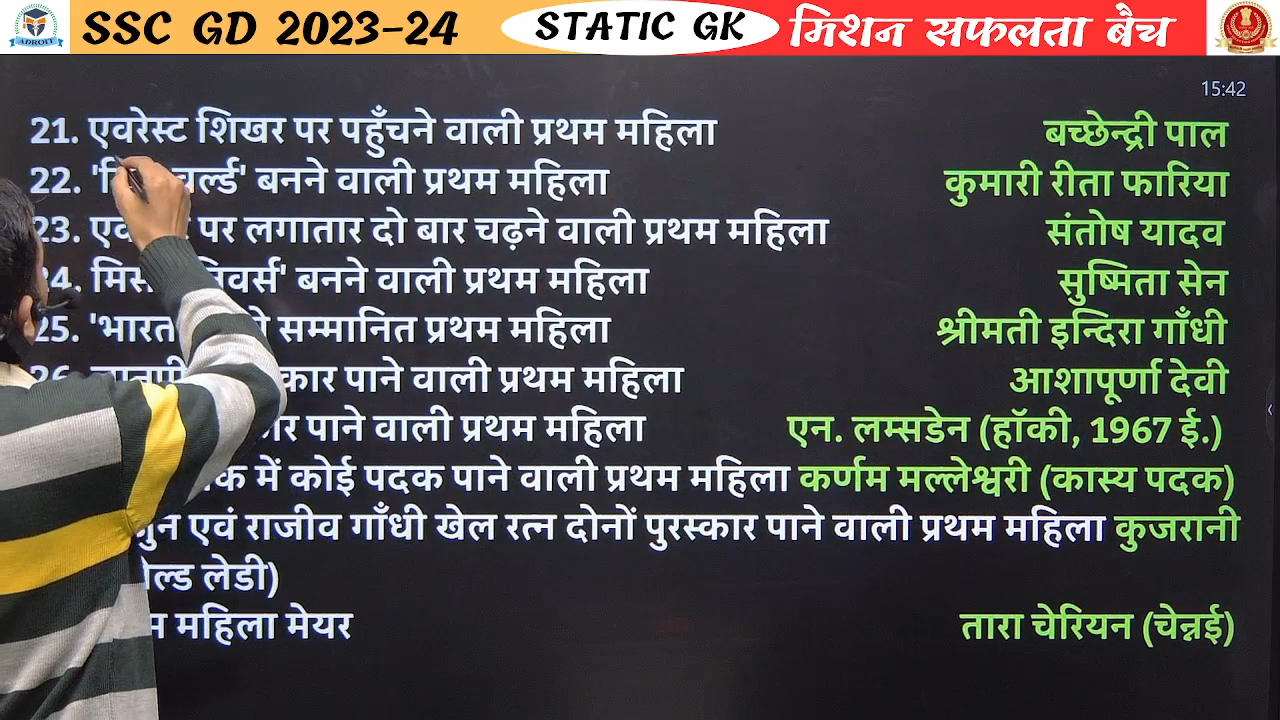 ADROIT
SSC GD 2023-24
STATIC GK
मिशन सफलता बैच
15:42
21. एवरेस्ट शिखर पर पहुँचने वाली प्रथम महिला बच्छेन्द्री पाल
22. वर्ल्ड' बनने वाली प्रथम महिला कुमारी रीता फारिया
23. पर लगातार दो बार चढ़ने वाली प्रथम महिला संतोष यादव
मिस बनने वाली प्रथम महिला सुष्मिता सेन
25. 'भारत सम्मानित प्रथम महिला श्रीमती इन्दिरा गाँधी
पाने वाली प्रथम महिला आशापूर्णा देवी
पाने वाली प्रथम महिला एन. लम्सडेन (हॉकी, 1967 ई.)
में कोई पदक पाने वाली प्रथम महिला कर्णम मल्लेश्वरी (कास्य पदक)
एवं राजीव गाँधी खेल रत्न दोनों पुरस्कार पाने वाली प्रथम महिला कुजरानी
लेडी)
महिला मेयर तारा चेरियन (चेन्नई)